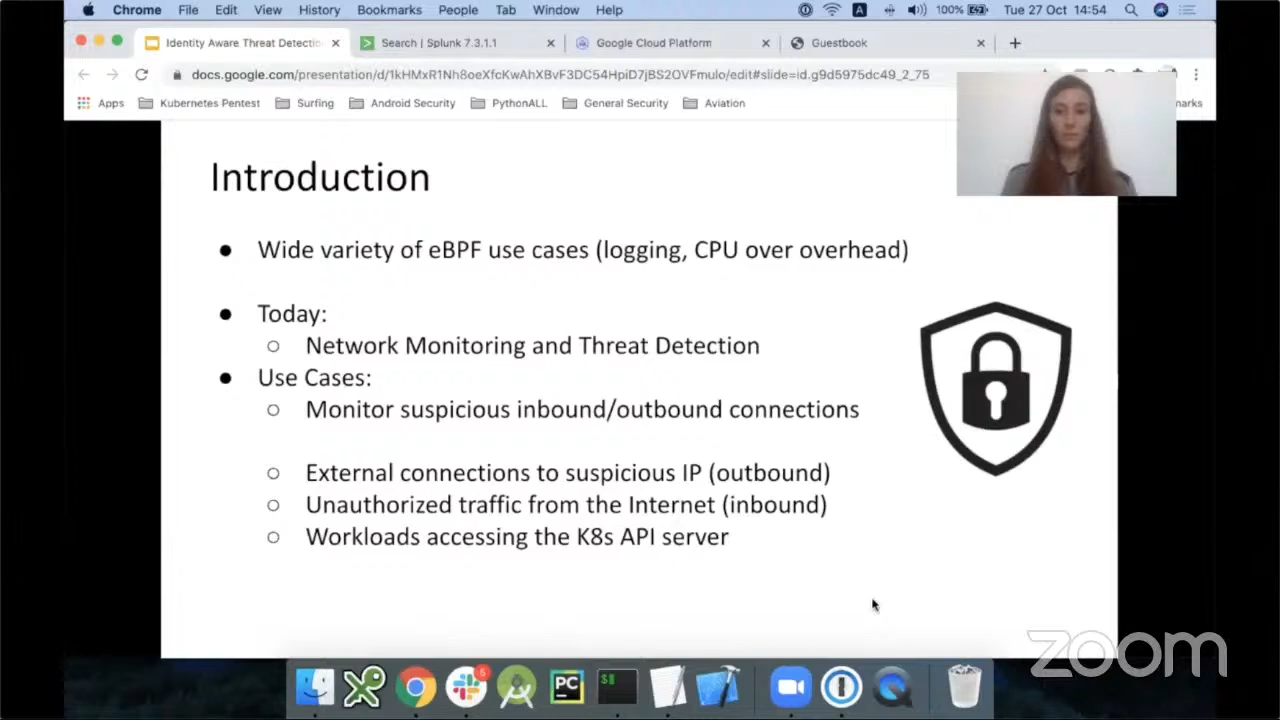 Chrome File Edit View History Bookmarks People Tab Window Help A 100% Tue 27 Oct 14:54
Identity Aware Threat Detectio
Search | Splunk 7.3.1.1
Google Cloud Platform
Guestbook
docs.google.com/presentation/d/1kHMxR1Nh8oeXfcKwAhXBvF3DC54HpiD7jBS2OVFmulo/edit#slide=id.g9d5975dc49_2_75
Apps Kubernetes Pentest Surfing Android Security PythonALL General Security Aviation marks
Introduction
● Wide variety of eBPF use cases (logging, CPU over overhead)
● Today:
○ Network Monitoring and Threat Detection
● Use Cases:
○ Monitor suspicious inbound/outbound connections
○ External connections to suspicious IP (outbound)
○ Unauthorized traffic from the Internet (inbound)
○ Workloads accessing the K8s API server
zoom
5
PC
$